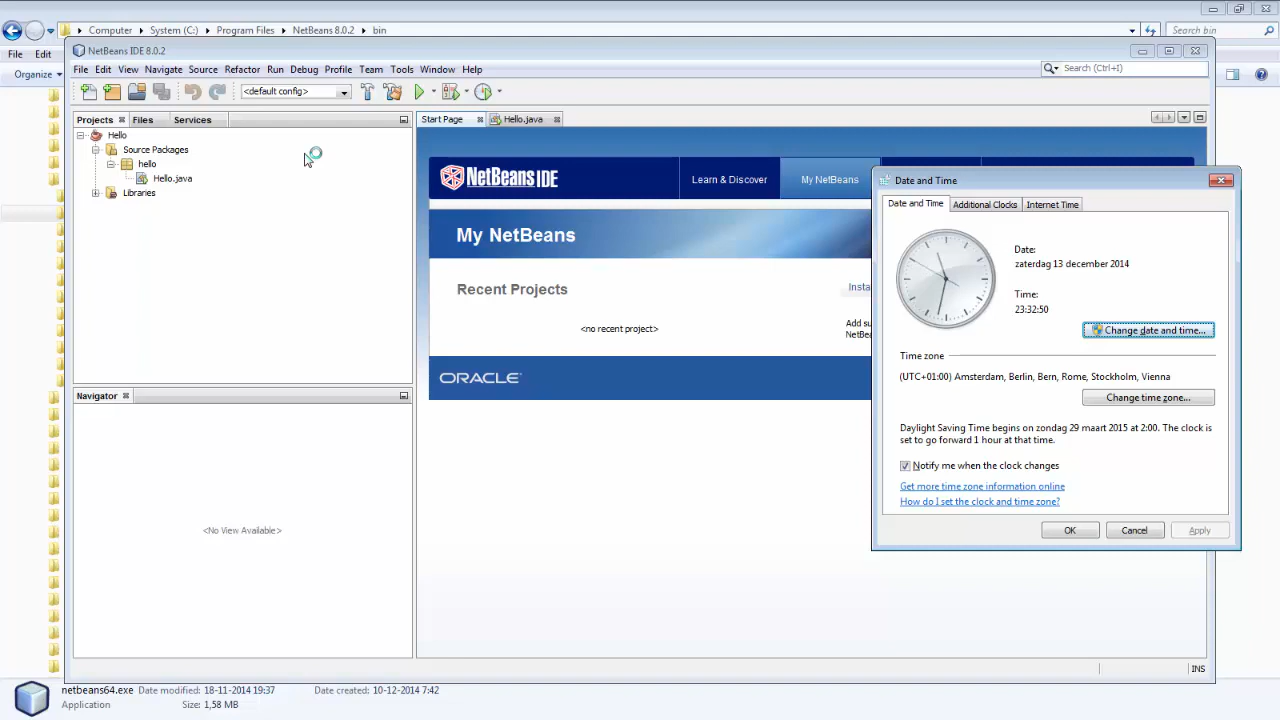 Computer System (C:) Program Files NetBeans 8.0.2 bin
Search bin
File Edit
Organize
NetBeans IDE 8.0.2
File Edit View Navigate Source Refactor Run Debug Profile Team Tools Window Help
Search (Ctrl+I)
<default config>
Projects Files Services
Start Page Hello.java
Hello
Source Packages
hello
Hello.java
Libraries
NetBeans IDE
Learn & Discover
My NetBeans
My NetBeans
Recent Projects
<no recent project>
Insta
Add su
NetBea
ORACLE
Navigator
<No View Available>
Date and Time
Date and Time Additional Clocks Internet Time
Date:
zaterdag 13 december 2014
Time:
23:32:50
Change date and time...
Time zone
(UTC+01:00) Amsterdam, Berlin, Bern, Rome, Stockholm, Vienna
Change time zone...
Daylight Saving Time begins on zondag 29 maart 2015 at 2:00. The clock is
set to go forward 1 hour at that time.
Notify me when the clock changes
Get more time zone information online
How do I set the clock and time zone?
OK Cancel Apply
INS
netbeans64.exe Date modified: 18-11-2014 19:37 Date created: 10-12-2014 7:42
Application Size: 1,58 MB